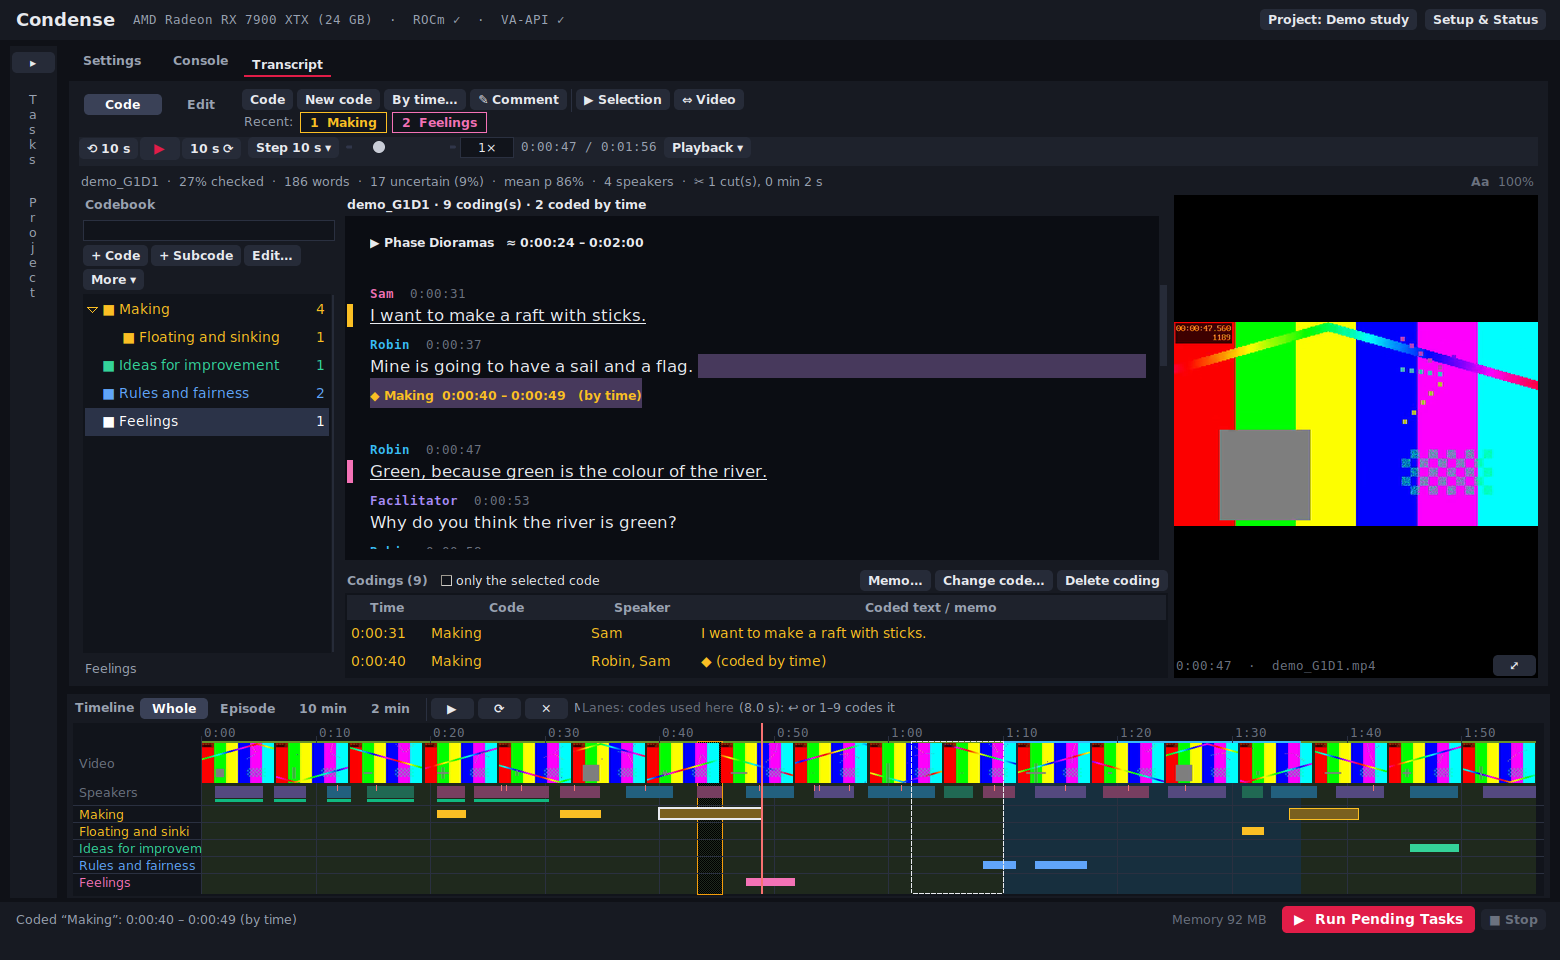 Condense AMD Radeon RX 7900 XTX (24 GB) · ROCm ✓ · VA-API ✓ Project: Demo study Setup & Status
▸
Tasks
Project
Settings Console Transcript
Code Edit Code New code By time… ✎ Comment ▶ Selection ⇔ Video
Recent: 1 Making 2 Feelings
⟲ 10 s ▶ 10 s ⟳ Step 10 s ▾ 1× 0:00:47 / 0:01:56 Playback ▾
demo_G1D1 · 27% checked · 186 words · 17 uncertain (9%) · mean p 86% · 4 speakers · ✂ 1 cut(s), 0 min 2 s Aa 100%
Codebook
+ Code + Subcode Edit…
More ▾
Making 4
Floating and sinking 1
Ideas for improvement 1
Rules and fairness 2
Feelings 1
Feelings
demo_G1D1 · 9 coding(s) · 2 coded by time
▶ Phase Dioramas ≈ 0:00:24 – 0:02:00
Sam 0:00:31
I want to make a raft with sticks.
Robin 0:00:37
Mine is going to have a sail and a flag.
◆ Making 0:00:40 – 0:00:49 (by time)
Robin 0:00:47
Green, because green is the colour of the river.
Facilitator 0:00:53
Why do you think the river is green?
Codings (9) only the selected code Memo… Change code… Delete coding
Time Code Speaker Coded text / memo
0:00:31 Making Sam I want to make a raft with sticks.
0:00:40 Making Robin, Sam ◆ (coded by time)
00:00:47.560
1189
0:00:47 · demo_G1D1.mp4 ⤢
Timeline Whole Episode 10 min 2 min ▶ ⟳ ✕ Lanes: codes used here (8.0 s): ↩ or 1–9 codes it
0:00 0:10 0:20 0:30 0:40 0:50 1:00 1:10 1:20 1:30 1:40 1:50
Video
Speakers
Making
Floating and sinki
Ideas for improvem
Rules and fairness
Feelings
Coded “Making”: 0:00:40 – 0:00:49 (by time) Memory 92 MB ▶ Run Pending Tasks ■ Stop